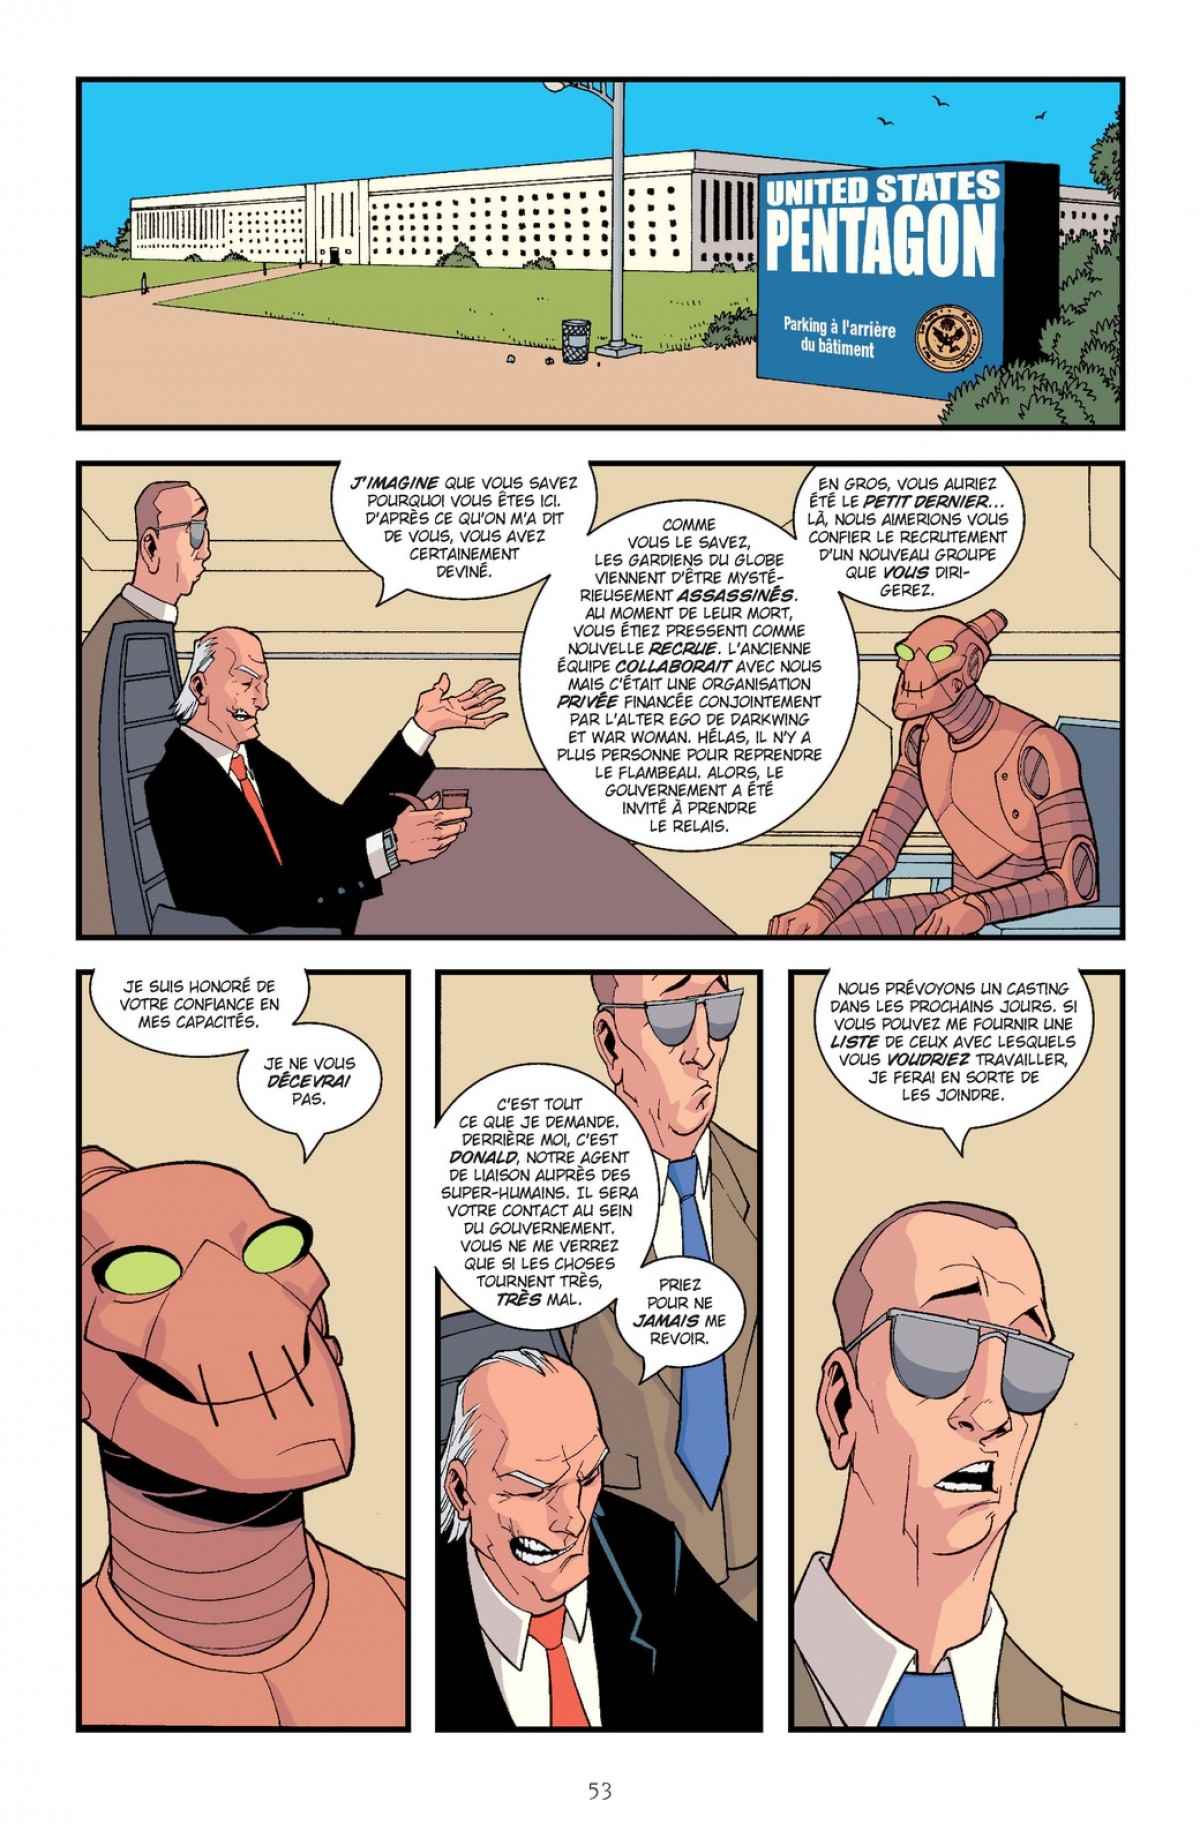 UNITED STATES
PENTAGON
Parking à l'arrière
du bâtiment
J'IMAGINE QUE VOUS SAVEZ
POURQUOI VOUS ÊTES ICI.
D'APRÈS CE QU'ON M'A DIT
DE VOUS, VOUS AVEZ
CERTAINEMENT
DEVINÉ.
COMME
VOUS LE SAVEZ,
LES GARDIENS DU GLOBE
VIENNENT D'ÊTRE MYSTÉ-
RIEUSEMENT ASSASSINÉS.
AU MOMENT DE LEUR MORT,
VOUS ÉTIEZ PRESSENTI COMME
NOUVELLE RECRUE. L'ANCIENNE
ÉQUIPE COLLABORAIT AVEC NOUS
MAIS C'ÉTAIT UNE ORGANISATION
PRIVÉE FINANCÉE CONJOINTEMENT
PAR L'ALTER EGO DE DARKWING
ET WAR WOMAN. HÉLAS, IL N'Y A
PLUS PERSONNE POUR REPRENDRE
LE FLAMBEAU. ALORS, LE
GOUVERNEMENT A ÉTÉ
INVITÉ À PRENDRE
LE RELAIS.
EN GROS, VOUS AURIEZ
ÉTÉ LE PETIT DERNIER...
LÀ, NOUS AIMERIONS VOUS
CONFIER LE RECRUTEMENT
D'UN NOUVEAU GROUPE
QUE VOUS DIRI-
GEREZ.
JE SUIS HONORÉ DE
VOTRE CONFIANCE EN
MES CAPACITÉS.
JE NE VOUS
DÉCEVRAI
PAS.
C'EST TOUT
CE QUE JE DEMANDE.
DERRIÈRE MOI, C'EST
DONALD, NOTRE AGENT
DE LIAISON AUPRÈS DES
SUPER-HUMAINS. IL SERA
VOTRE CONTACT AU SEIN
DU GOUVERNEMENT.
VOUS NE ME VERREZ
QUE SI LES CHOSES
TOURNENT TRÈS,
TRÈS MAL.
PRIEZ
POUR NE
JAMAIS ME
REVOIR.
NOUS PRÉVOYONS UN CASTING
DANS LES PROCHAINS JOURS. SI
VOUS POUVEZ ME FOURNIR UNE
LISTE DE CEUX AVEC LESQUELS
VOUS VOUDRIEZ TRAVAILLER,
JE FERAI EN SORTE DE
LES JOINDRE.
53